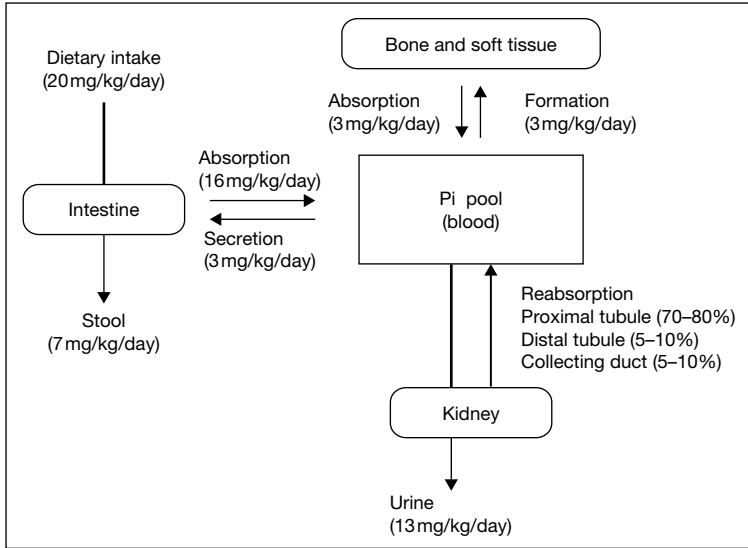 Dietary intake
(20 mg/kg/day)
Bone and soft tissue
Absorption
(3 mg/kg/day)
Formation
(3 mg/kg/day)
Absorption
(16 mg/kg/day)
Intestine
Secretion
(3 mg/kg/day)
Pi pool
(blood)
Stool
(7 mg/kg/day)
Reabsorption
Proximal tubule (70–80%)
Distal tubule (5–10%)
Collecting duct (5–10%)
Kidney
Urine
(13 mg/kg/day)